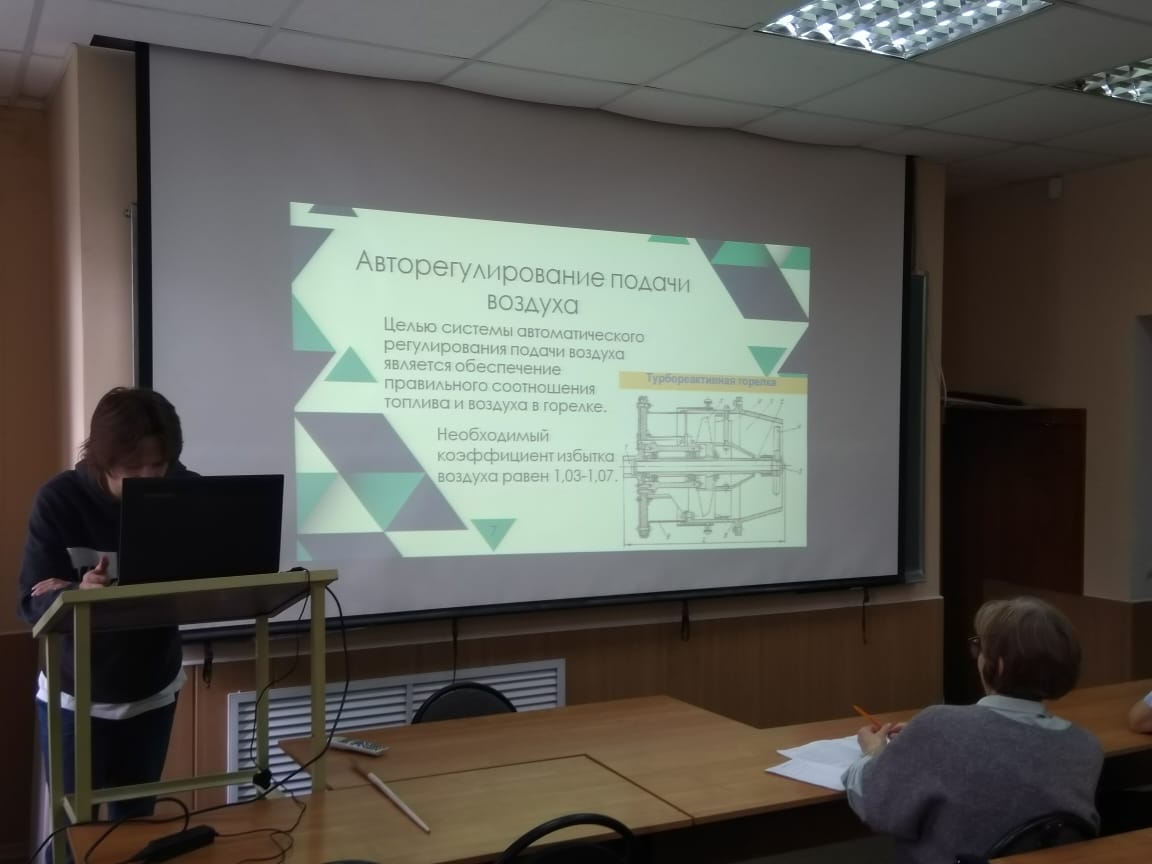 Авторегулирование подачи
воздуха
Целью системы автоматического
регулирования подачи воздуха
является обеспечение
правильного соотношения
топлива и воздуха в горелке.
Турбореактивная горелка
Необходимый
коэффициент избытка
воздуха равен 1,03-1,07.
7